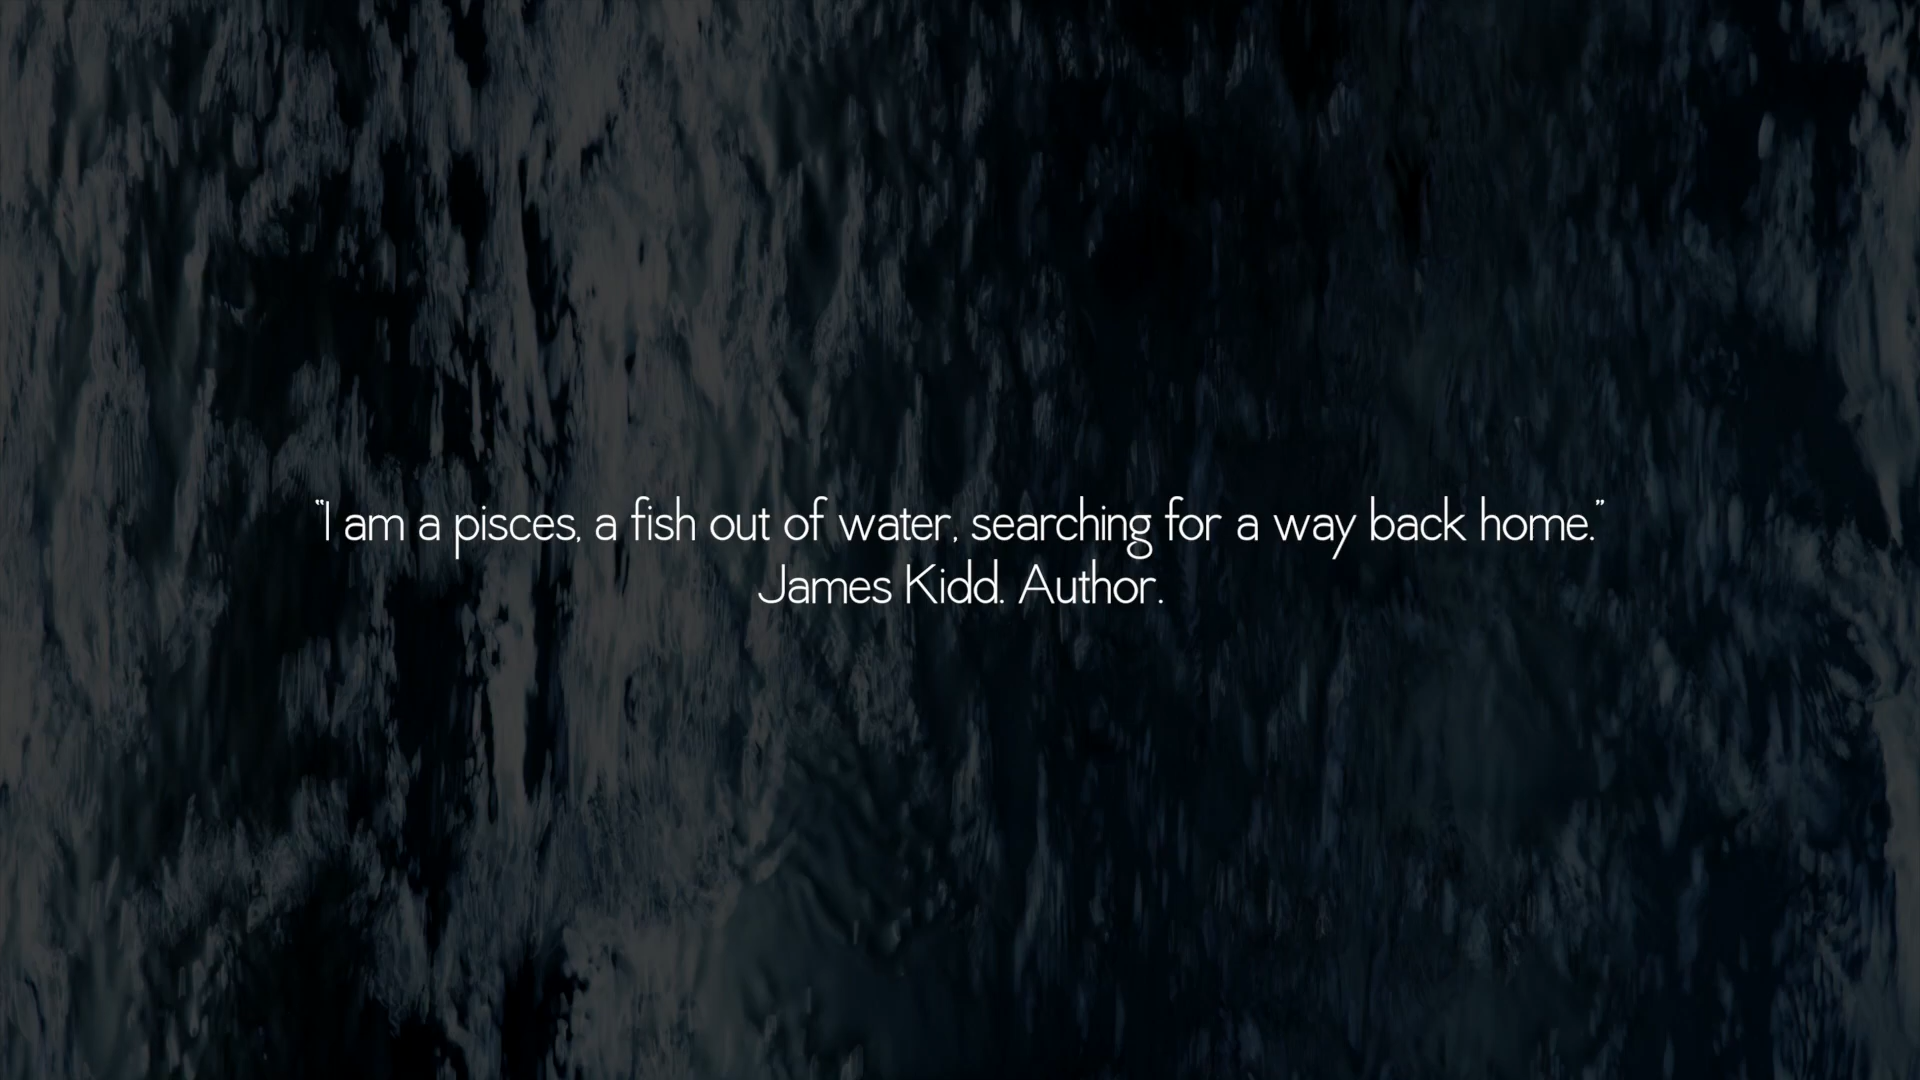 “I am a pisces, a fish out of water, searching for a way back home.”
James Kidd. Author.